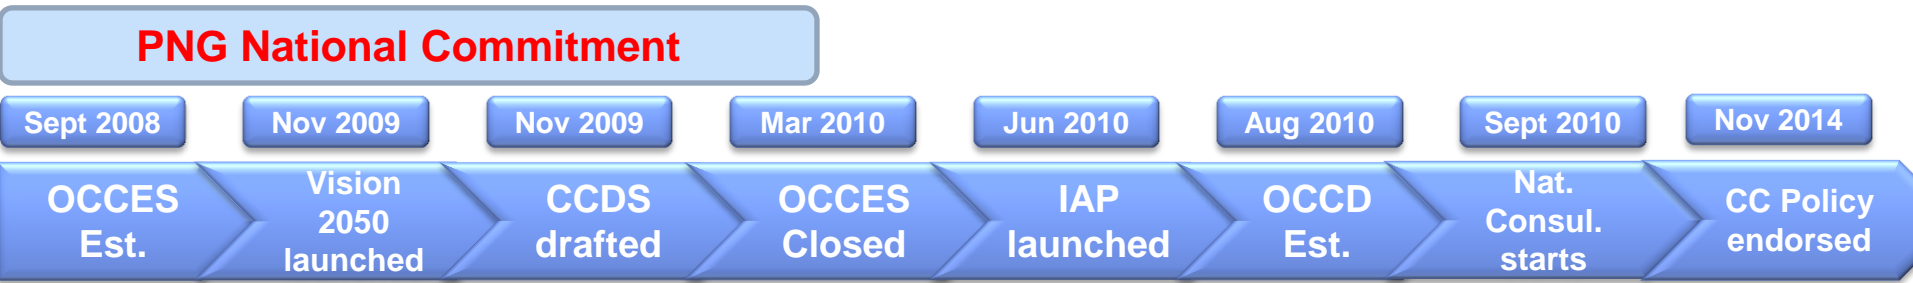 PNG National Commitment
Sept 2008
Nov 2009
Nov 2009
Mar 2010
Jun 2010
Aug 2010
Sept 2010
Nov 2014
OCCES
Est.
Vision
2050
launched
CCDS
drafted
OCCES
Closed
IAP
launched
OCCD
Est.
Nat.
Consul.
starts
CC Policy
endorsed